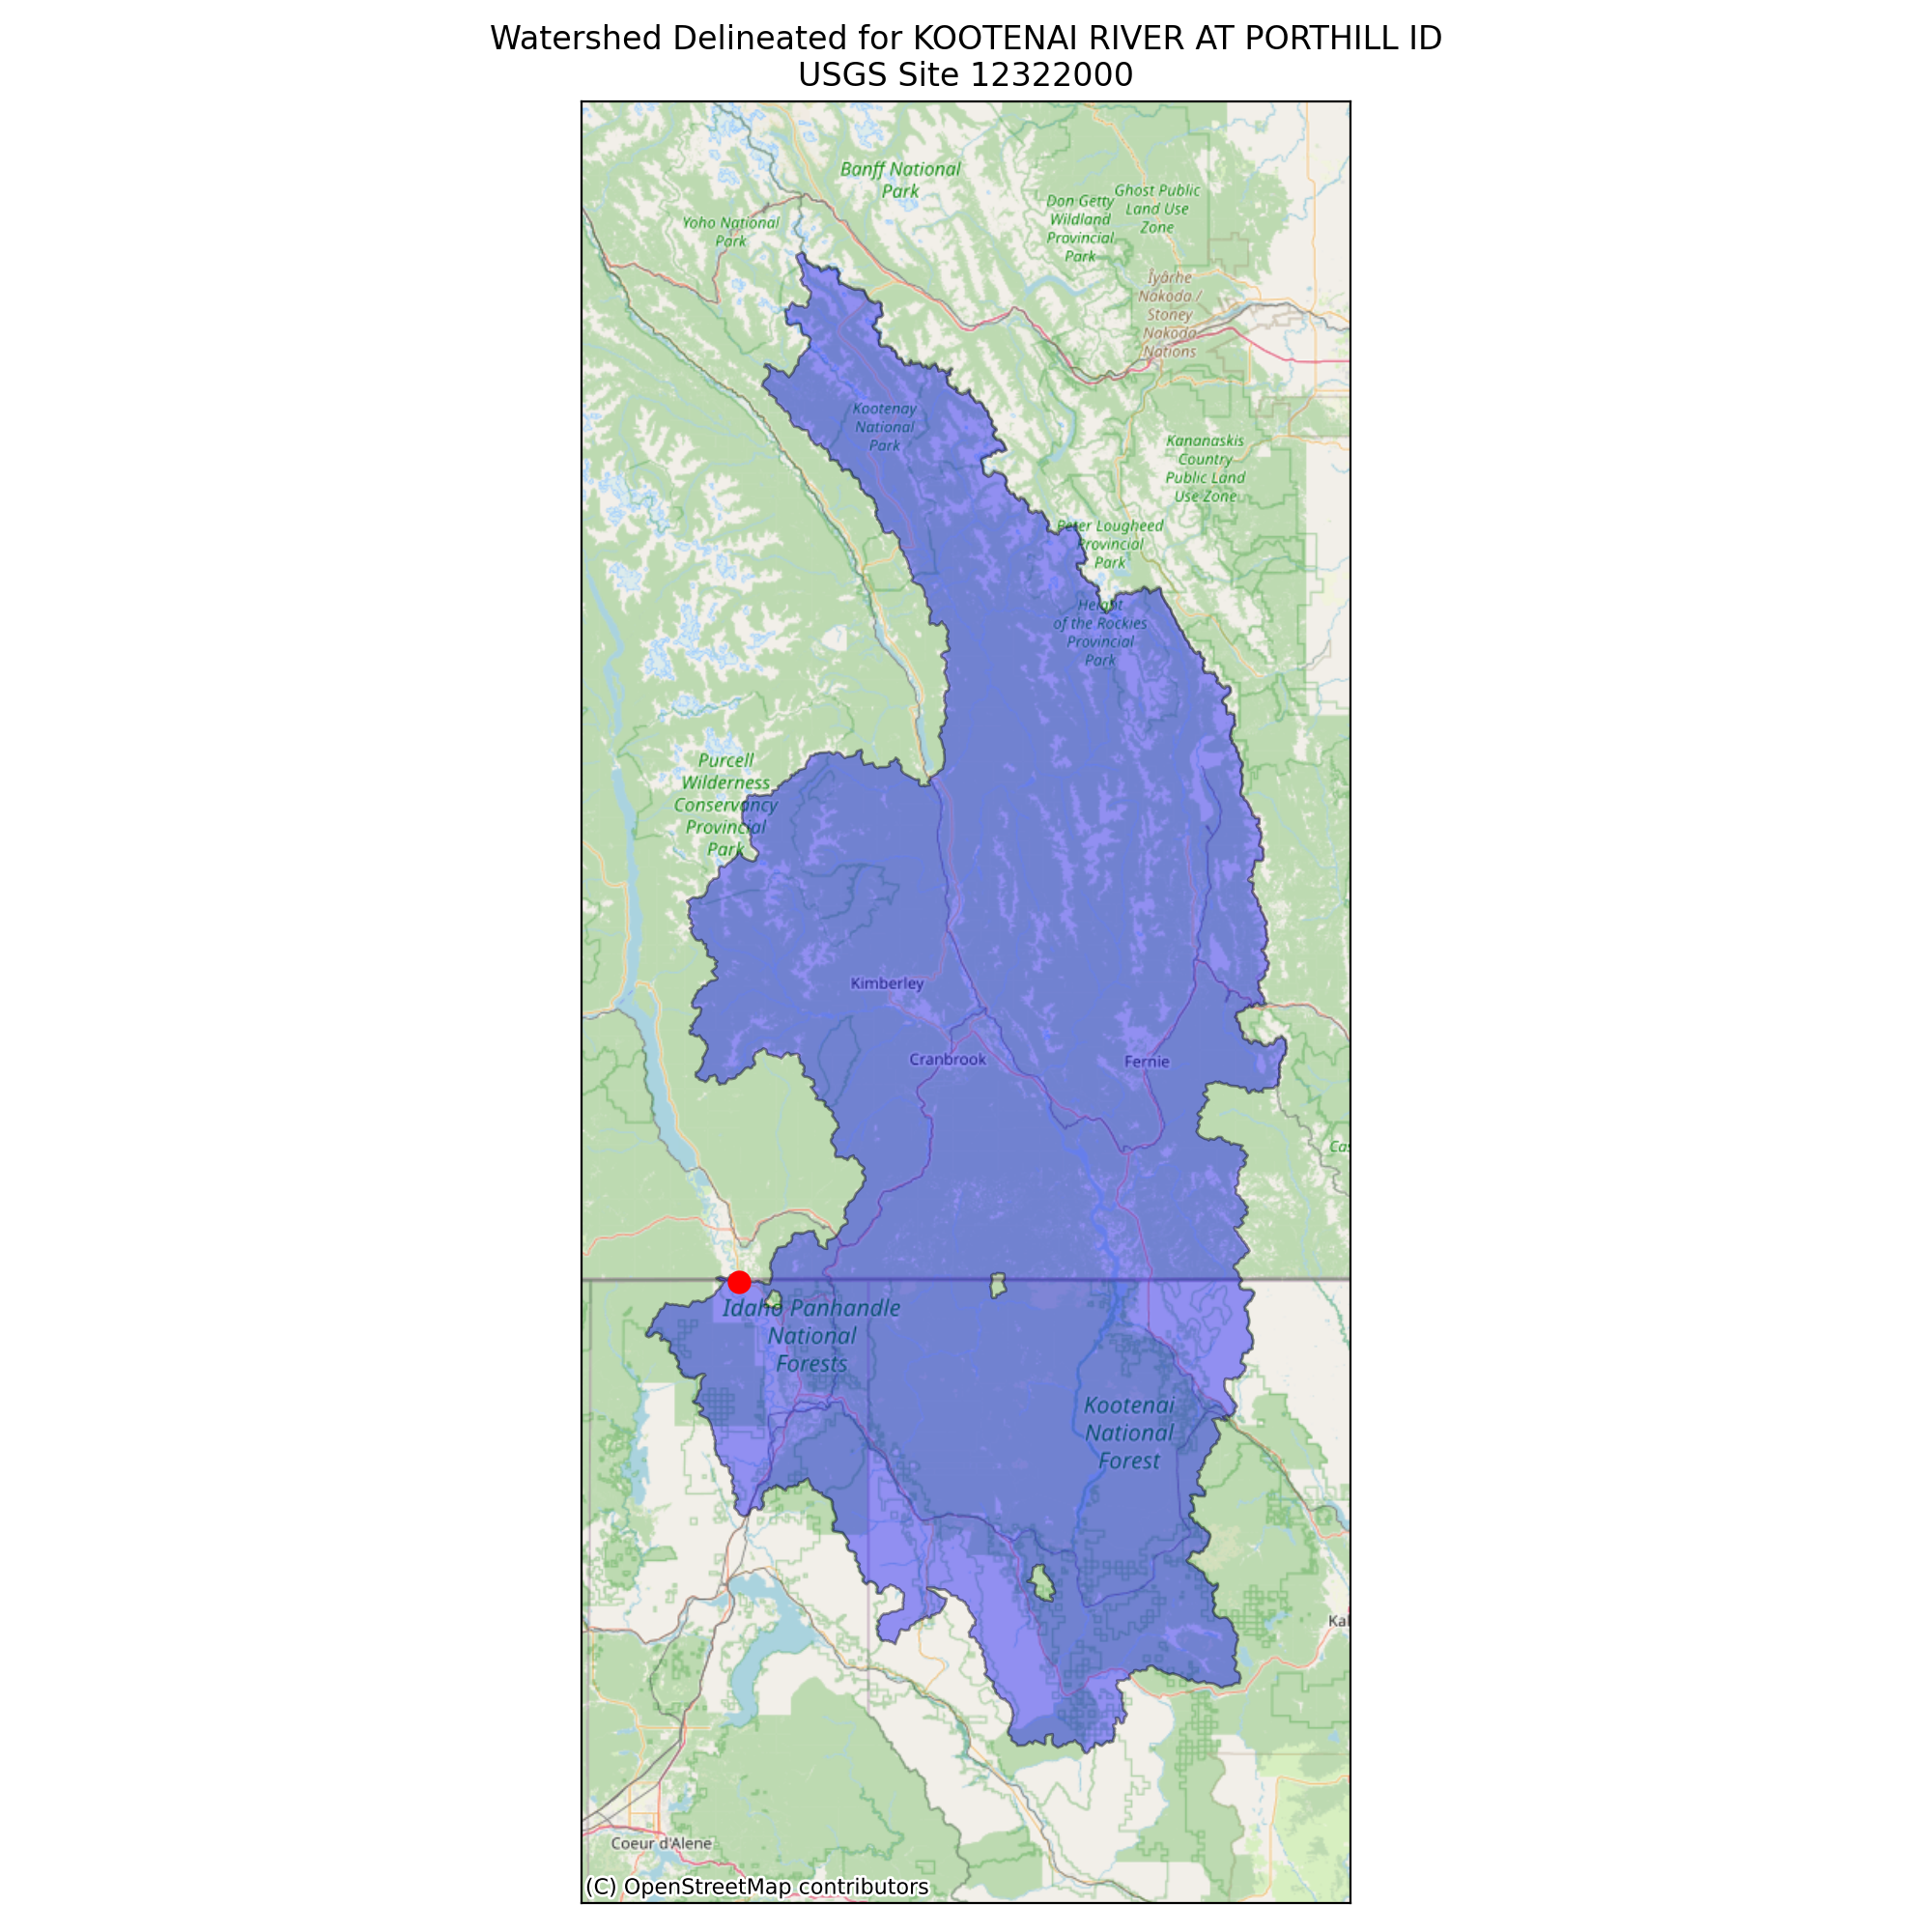 Watershed Delineated for KOOTENAI RIVER AT PORTHILL ID
USGS Site 12322000
Banff National
Park
Yoho National
Park
Don Getty
Wildland
Provincial
Park
Ghost Public
Land Use
Zone
Îyârhe
Nakoda /
Stoney
Nakoda
Nations
Kootenay
National
Park
Kananaskis
Country
Public Land
Use Zone
Peter Lougheed
Provincial
Park
Height
of the Rockies
Provincial
Park
Purcell
Wilderness
Conservancy
Provincial
Park
Kimberley
Cranbrook
Fernie
Cas
Idaho Panhandle
National
Forests
Kootenai
National
Forest
Kal
Coeur d'Alene
(C) OpenStreetMap contributors